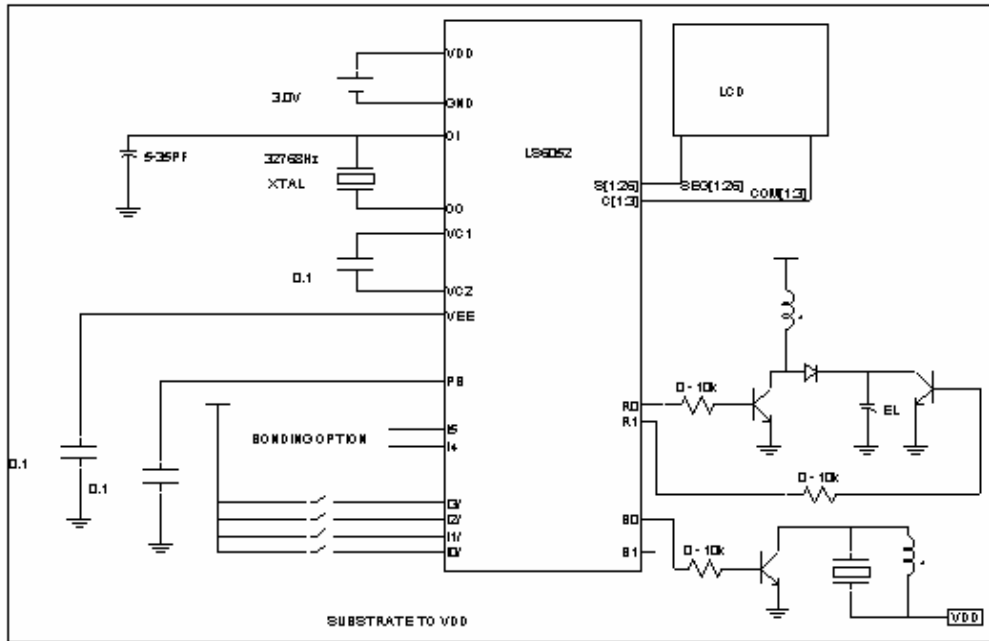 VDD
3.0V
GND
OI
5-35PF
32768Hz
XTAL
OO
VC1
0.1
VC2
VEE
PB
I5
BONDING OPTION
I4
0.1
0.1
I3/
I2/
I1/
I0/
SUBSTRATE TO VDD
LCD
S[1:26]
SEG[1:26]
C[1:3]
COM[1:3]
R0
0 - 10k
EL
R1
0 - 10k
B0
0 - 10k
B1
VDD